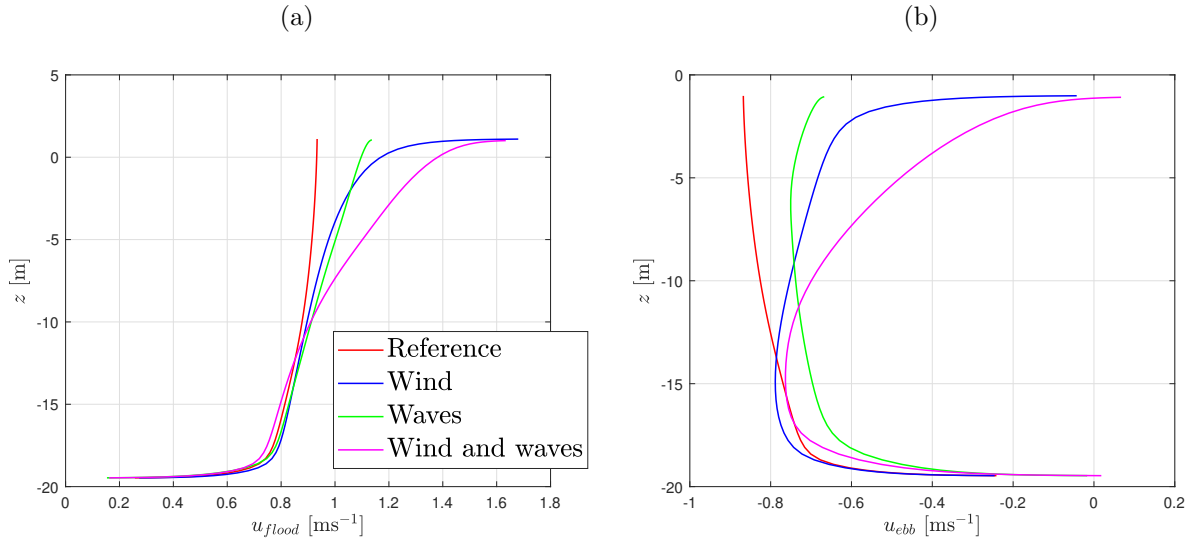 (a)
(b)
5
0
-5
-10
-15
-20
z [m]
0 0.2 0.4 0.6 0.8 1 1.2 1.4 1.6 1.8
u_flood [ms⁻¹]
Reference
Wind
Waves
Wind and waves
0
-5
-10
-15
-20
z [m]
-1 -0.8 -0.6 -0.4 -0.2 0 0.2
u_ebb [ms⁻¹]